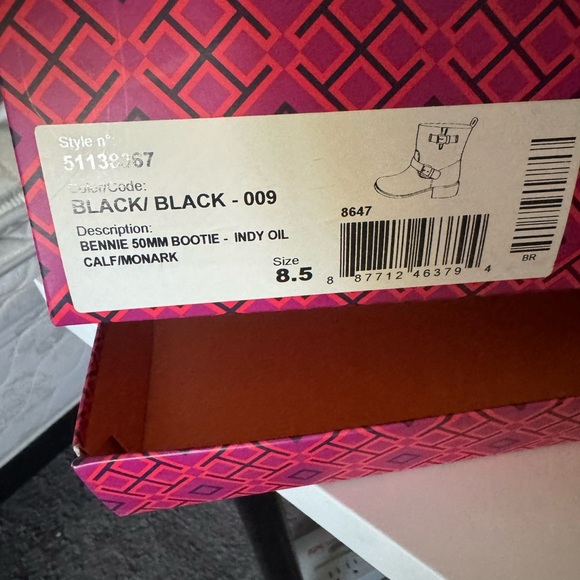 Style n°:
Color/Code:
BLACK/ BLACK - 009
Description:
BENNIE 50MM BOOTIE - INDY OIL
CALF/MONARK
Size
8.5
8647
8 87712 46379 4
BR